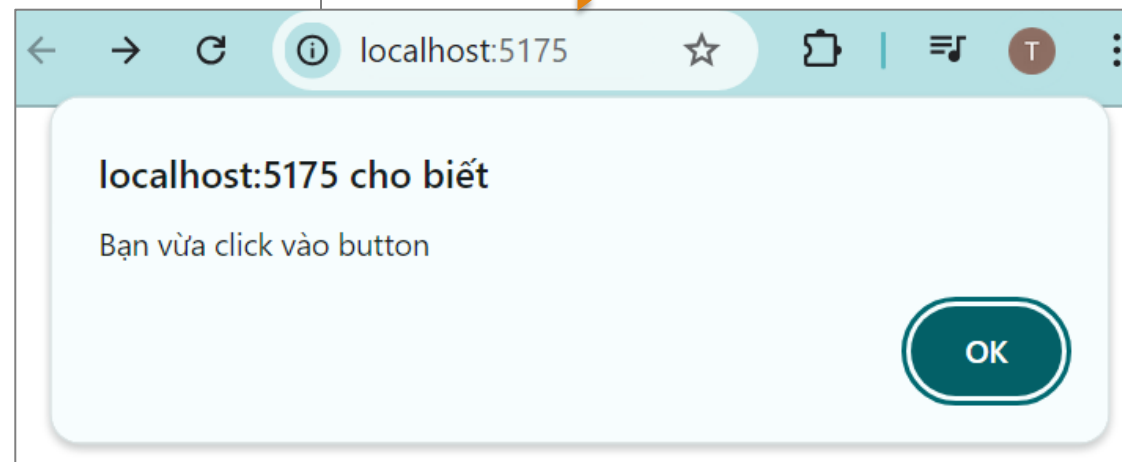 localhost:5175
T
localhost:5175 cho biết
Bạn vừa click vào button
OK